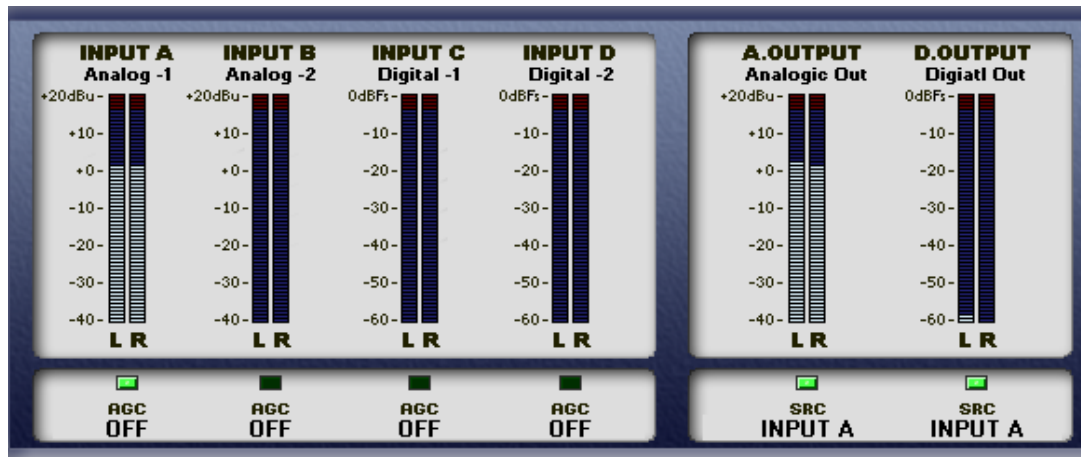 INPUT A INPUT B INPUT C INPUT D A.OUTPUT D.OUTPUT
Analog -1 Analog -2 Digital -1 Digital -2 Analogic Out Digiatl Out
+20dBu- +20dBu- 0dBFs- 0dBFs- +20dBu- 0dBFs-
+10- +10- -10- -10- +10- -10-
+0- +0- -20- -20- +0- -20-
-10- -10- -30- -30- -10- -30-
-20- -20- -40- -40- -20- -40-
-30- -30- -50- -50- -30- -50-
-40- -40- -60- -60- -40- -60-
L R L R L R L R L R L R
AGC AGC AGC AGC SRC SRC
OFF OFF OFF OFF INPUT A INPUT A